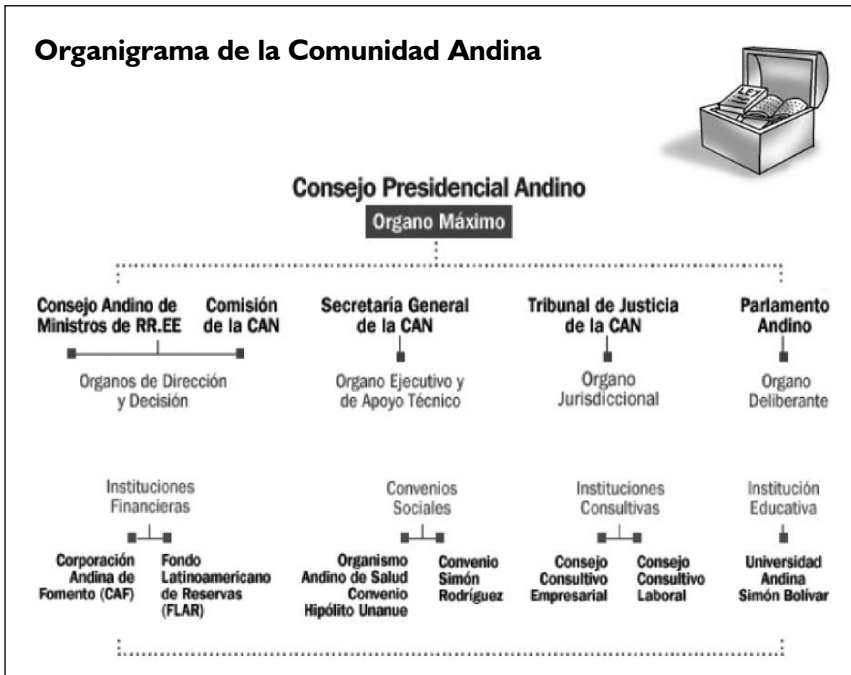 Organigrama de la Comunidad Andina
LEY
Consejo Presidencial Andino
Organo Máximo
Consejo Andino de
Ministros de RR.EE
Comisión
de la CAN
Secretaría General
de la CAN
Tribunal de Justicia
de la CAN
Parlamento
Andino
Organos de Dirección
y Decisión
Organo Ejecutivo y
de Apoyo Técnico
Organo
Jurisdiccional
Organo
Deliberante
Instituciones
Financieras
Convenios
Sociales
Instituciones
Consultivas
Institución
Educativa
Corporación
Andina de
Fomento (CAF)
Fondo
Latinoamericano
de Reservas
(FLAR)
Organismo
Andino de Salud
Convenio
Hipólito Unanue
Convenio
Simón
Rodríguez
Consejo
Consultivo
Empresarial
Consejo
Consultivo
Laboral
Universidad
Andina
Simón Bolívar